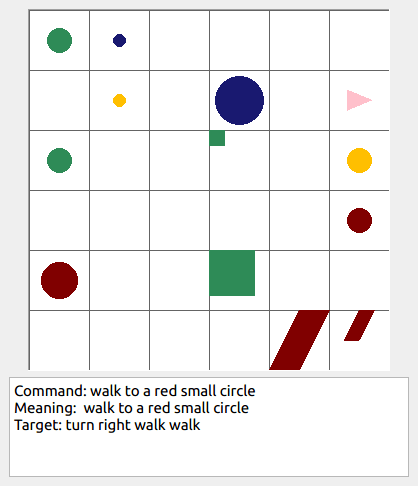 Command: walk to a red small circle
Meaning:  walk to a red small circle
Target: turn right walk walk